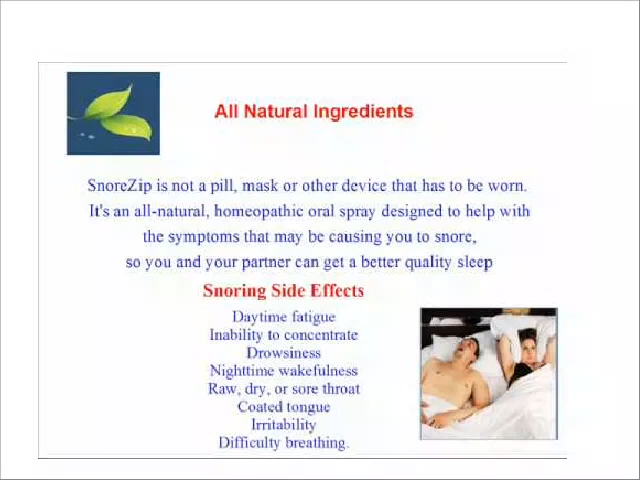 All Natural Ingredients
SnoreZip is not a pill, mask or other device that has to be worn.
It's an all-natural, homeopathic oral spray designed to help with
the symptoms that may be causing you to snore,
so you and your partner can get a better quality sleep
Snoring Side Effects
Daytime fatigue
Inability to concentrate
Drowsiness
Nighttime wakefulness
Raw, dry, or sore throat
Coated tongue
Irritability
Difficulty breathing.